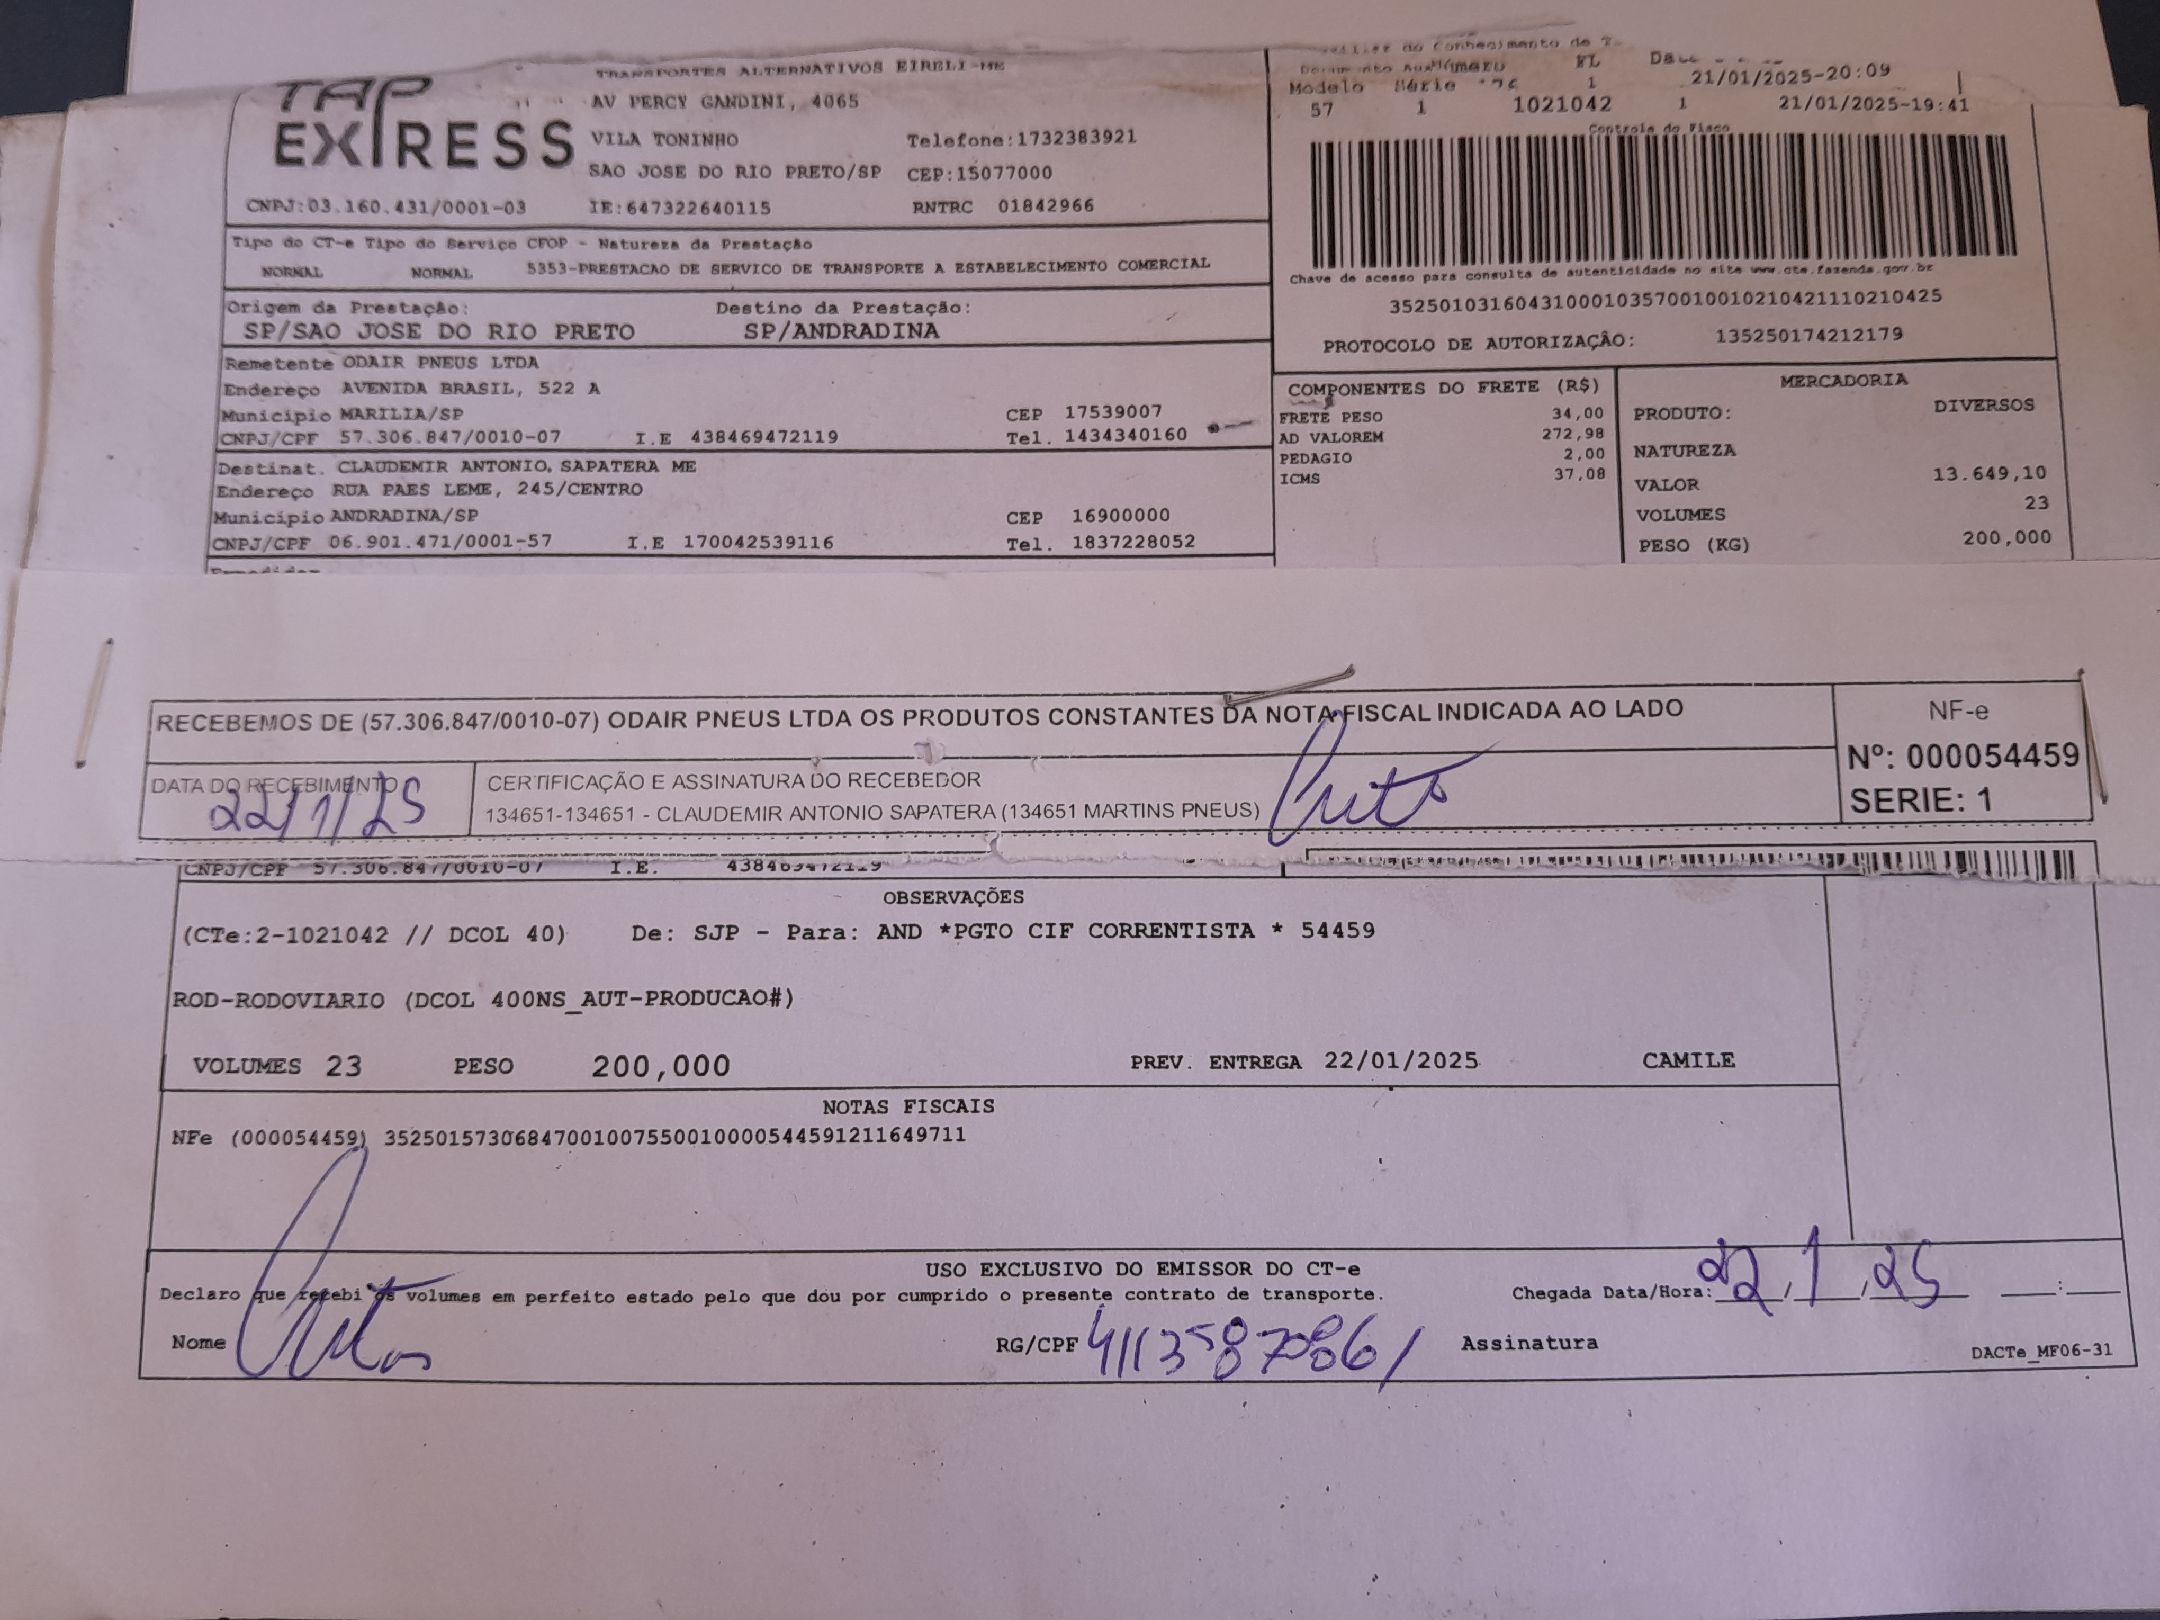 TAP EXPRESS
TRANSPORTES ALTERNATIVOS EIRELI-ME
AV PERCY GANDINI, 4065
VILA TONINHO Telefone:1732383921
SAO JOSE DO RIO PRETO/SP CEP:15077000
CNPJ:03.160.431/0001-03 IE:647322640115 RNTRC 01842966
Conhecimento de
Modelo Série Número FL
57 1 1021042 1
21/01/2025-20:09
21/01/2025-19:41
Controle do Fisco
Chave de acesso para consulta de autenticidade no site www.cte.fazenda.gov.br
35250103160431000103570010010210421110210425
PROTOCOLO DE AUTORIZAÇÃO: 135250174212179
Tipo do CT-e Tipo do Serviço CFOP - Natureza da Prestação
NORMAL NORMAL 5353-PRESTACAO DE SERVICO DE TRANSPORTE A ESTABELECIMENTO COMERCIAL
Origem da Prestação: Destino da Prestação:
SP/SAO JOSE DO RIO PRETO SP/ANDRADINA
Remetente ODAIR PNEUS LTDA
Endereço AVENIDA BRASIL, 522 A
Município MARILIA/SP CEP 17539007
CNPJ/CPF 57.306.847/0010-07 I.E 438469472119 Tel. 1434340160
Destinat. CLAUDEMIR ANTONIO. SAPATERA ME
Endereço RUA PAES LEME, 245/CENTRO
Município ANDRADINA/SP CEP 16900000
CNPJ/CPF 06.901.471/0001-57 I.E 170042539116 Tel. 1837228052
COMPONENTES DO FRETE (R$)
FRETE PESO 34,00
AD VALOREM 272,98
PEDAGIO 2,00
ICMS 37,08
MERCADORIA
PRODUTO: DIVERSOS
NATUREZA
VALOR 13.649,10
VOLUMES 23
PESO (KG) 200,000
RECEBEMOS DE (57.306.847/0010-07) ODAIR PNEUS LTDA OS PRODUTOS CONSTANTES DA NOTA FISCAL INDICADA AO LADO
DATA DO RECEBIMENTO
22/1/25
CERTIFICAÇÃO E ASSINATURA DO RECEBEDOR
134651-134651 - CLAUDEMIR ANTONIO SAPATERA (134651 MARTINS PNEUS)
NF-e
Nº: 000054459
SERIE: 1
CNPJ/CPF 57.306.847/0010-07 I.E. 438469472119
OBSERVAÇÕES
(CTe:2-1021042 // DCOL 40) De: SJP - Para: AND *PGTO CIF CORRENTISTA * 54459
ROD-RODOVIARIO (DCOL 400NS_AUT-PRODUCAO#)
VOLUMES 23 PESO 200,000 PREV. ENTREGA 22/01/2025 CAMILE
NOTAS FISCAIS
NFe (000054459) 35250157306847001007550010000544591211649711
USO EXCLUSIVO DO EMISSOR DO CT-e
Declaro que recebi os volumes em perfeito estado pelo que dou por cumprido o presente contrato de transporte. Chegada Data/Hora: 22/1/25 :
Nome RG/CPF Assinatura
DACTe_MF06-31